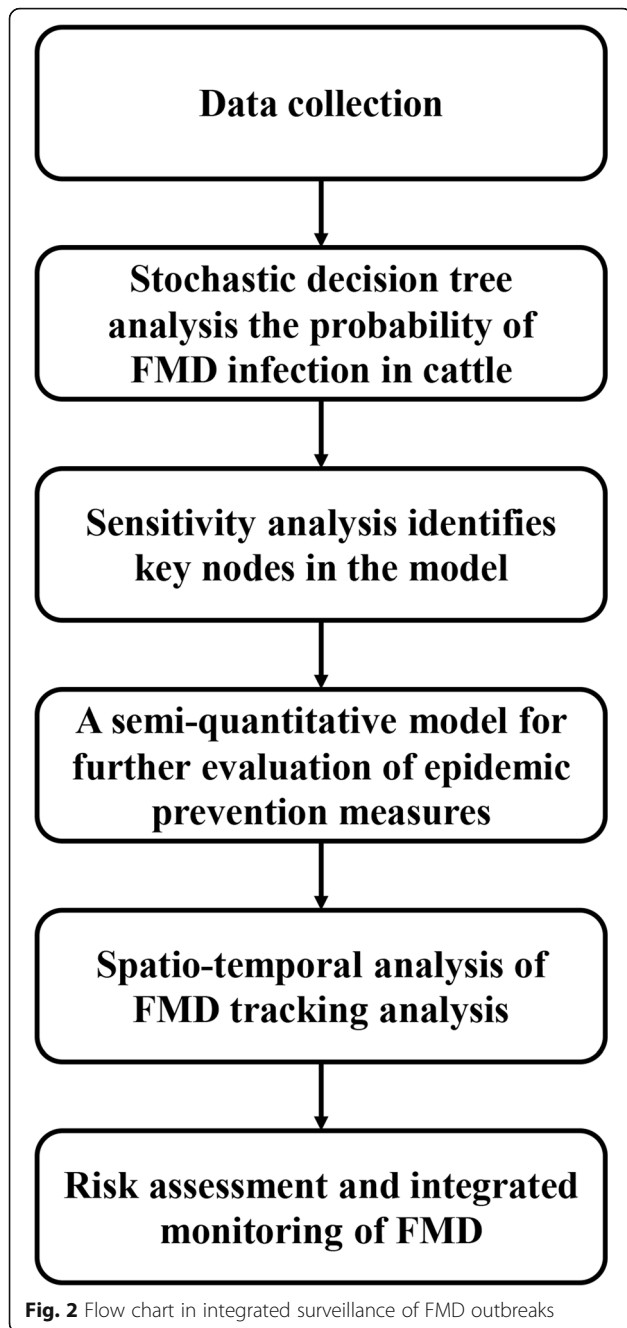 Data collection
Stochastic decision tree
analysis the probability of
FMD infection in cattle
Sensitivity analysis identifies
key nodes in the model
A semi-quantitative model for
further evaluation of epidemic
prevention measures
Spatio-temporal analysis of
FMD tracking analysis
Risk assessment and integrated
monitoring of FMD
Fig. 2 Flow chart in integrated surveillance of FMD outbreaks